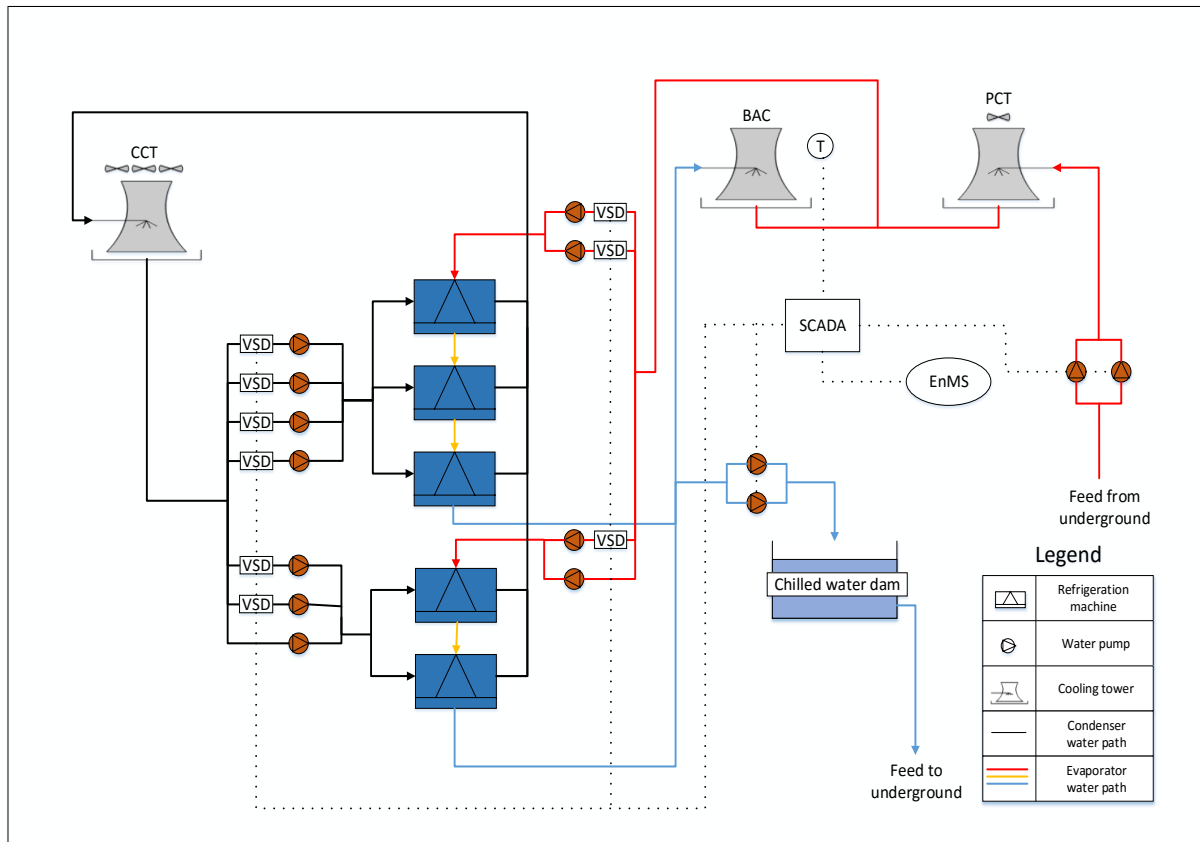 CCT
BAC
T
PCT
VSD
VSD
SCADA
EnMS
VSD
VSD
VSD
VSD
Feed from
underground
VSD
VSD
VSD
Chilled water dam
Feed to
underground
Legend
Refrigeration
machine
Water pump
Cooling tower
Condenser
water path
Evaporator
water path